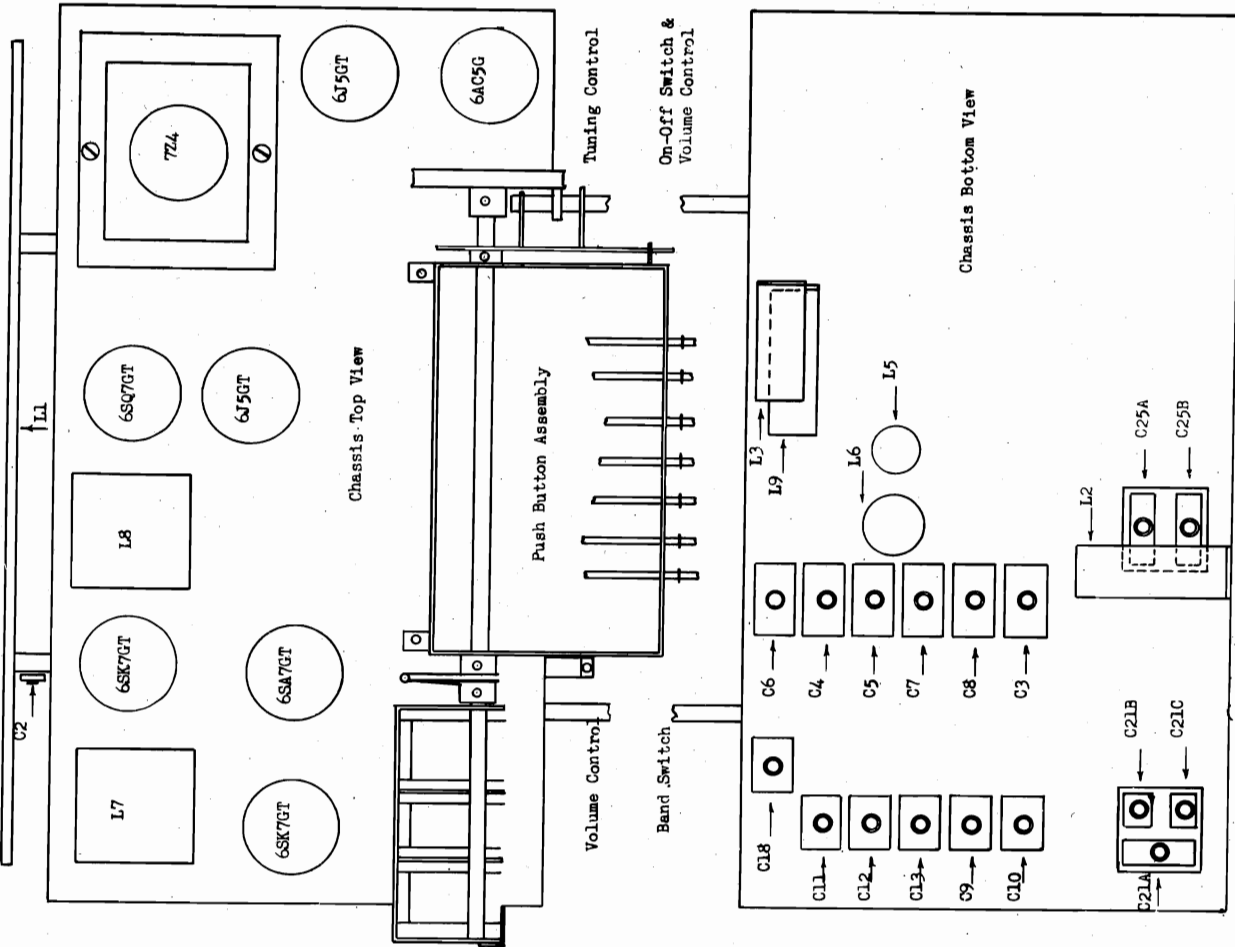 C2
L1
L7
6SK7GT
L8
6SQ7GT
7Z4
6SK7GT
6SA7GT
6J5GT
6J5GT
6AC5G
Chassis Top View
Push Button Assembly
Volume Control
Tuning Control
Band Switch
On-Off Switch &
Volume Control
C18
C6
L3
L9
C11
C4
C12
C5
L6
L5
C13
C7
C9
C8
C10
C3
Chassis Bottom View
C21A
C21B
C21C
L2
C25A
C25B